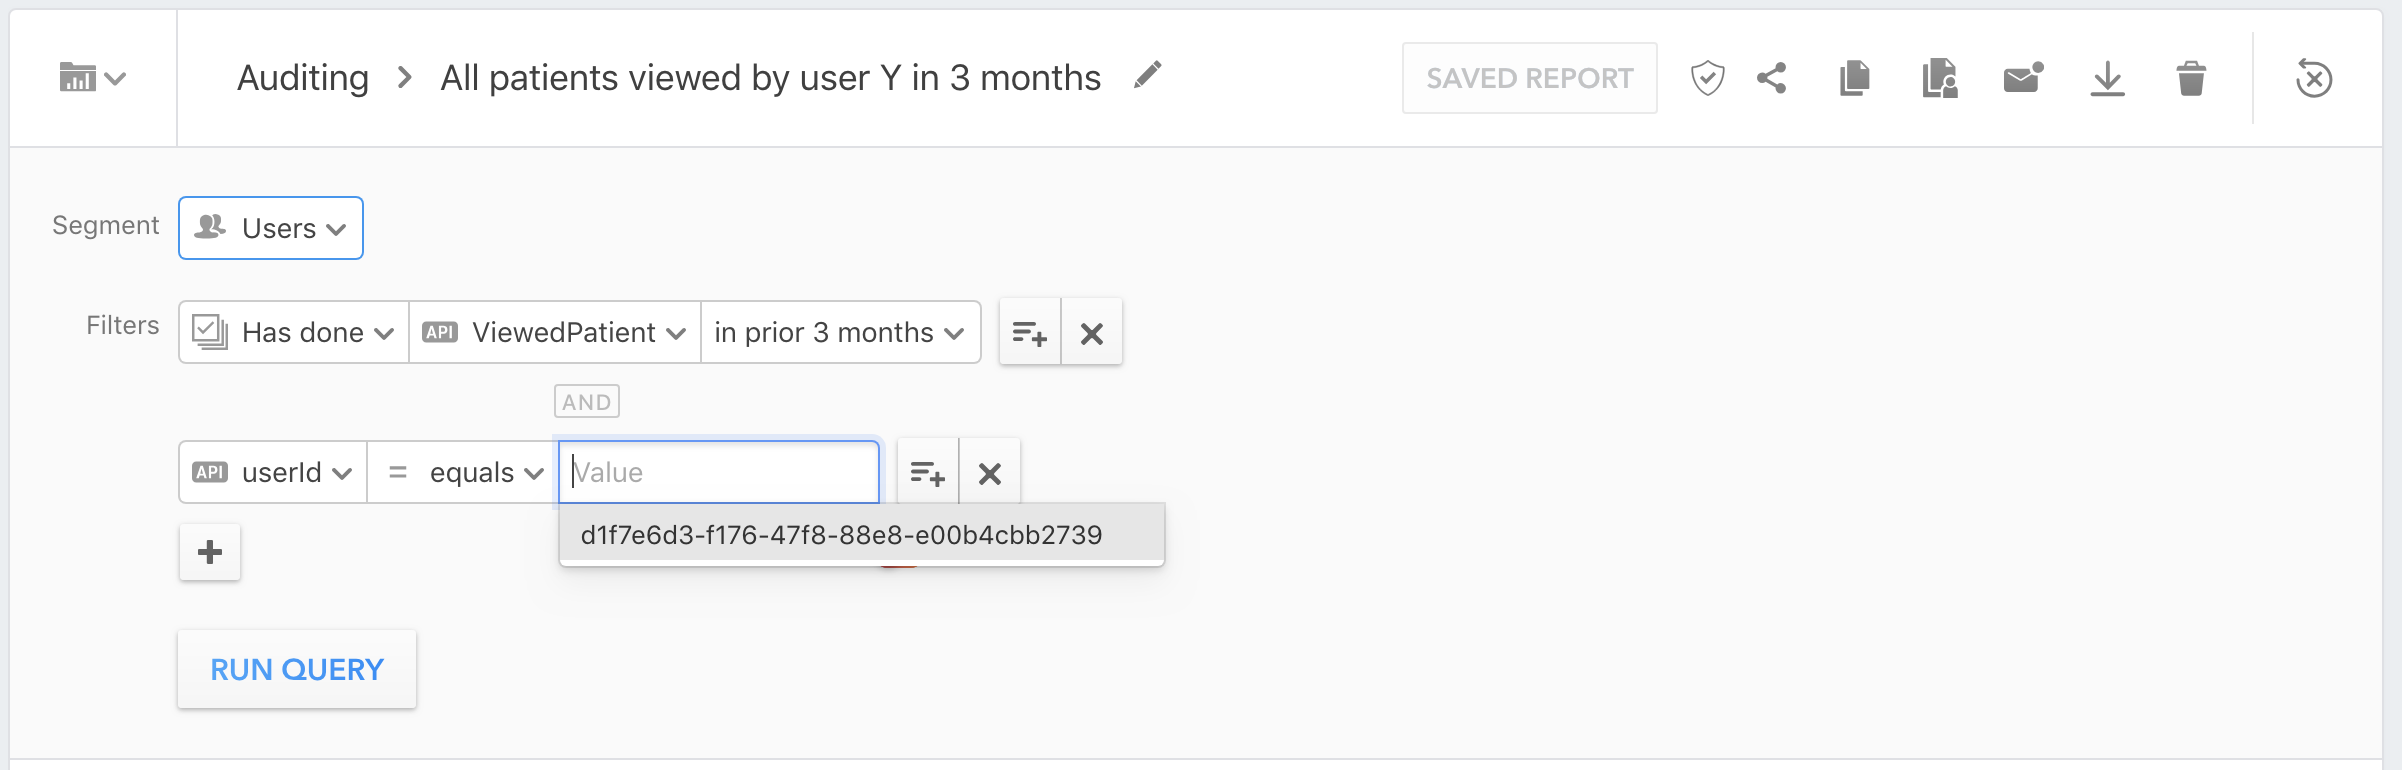 Auditing > All patients viewed by user Y in 3 months
SAVED REPORT
Segment Users
Filters Has done API ViewedPatient in prior 3 months
AND
API userId = equals Value
d1f7e6d3-f176-47f8-88e8-e00b4cbb2739
RUN QUERY